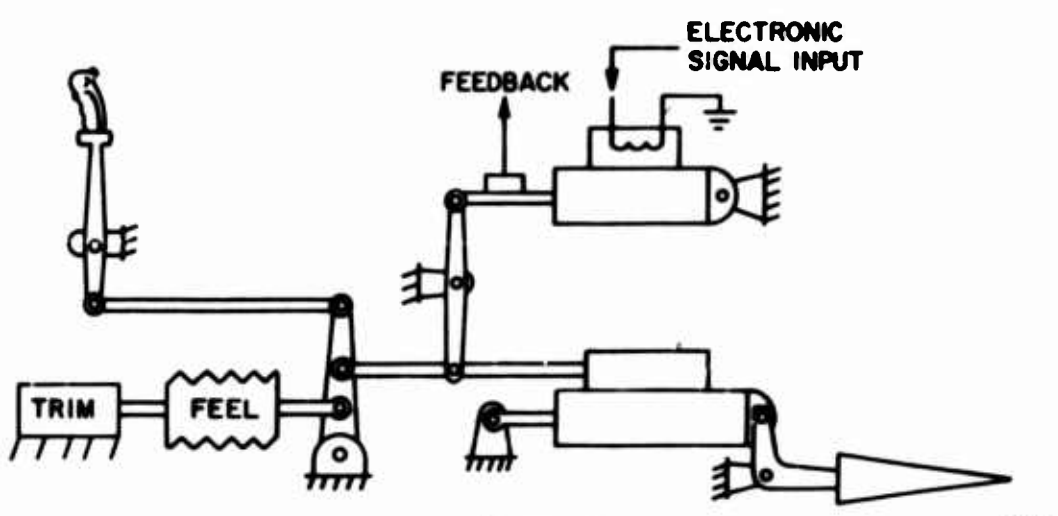 ELECTRONIC
SIGNAL INPUT
FEEDBACK
TRIM
FEEL